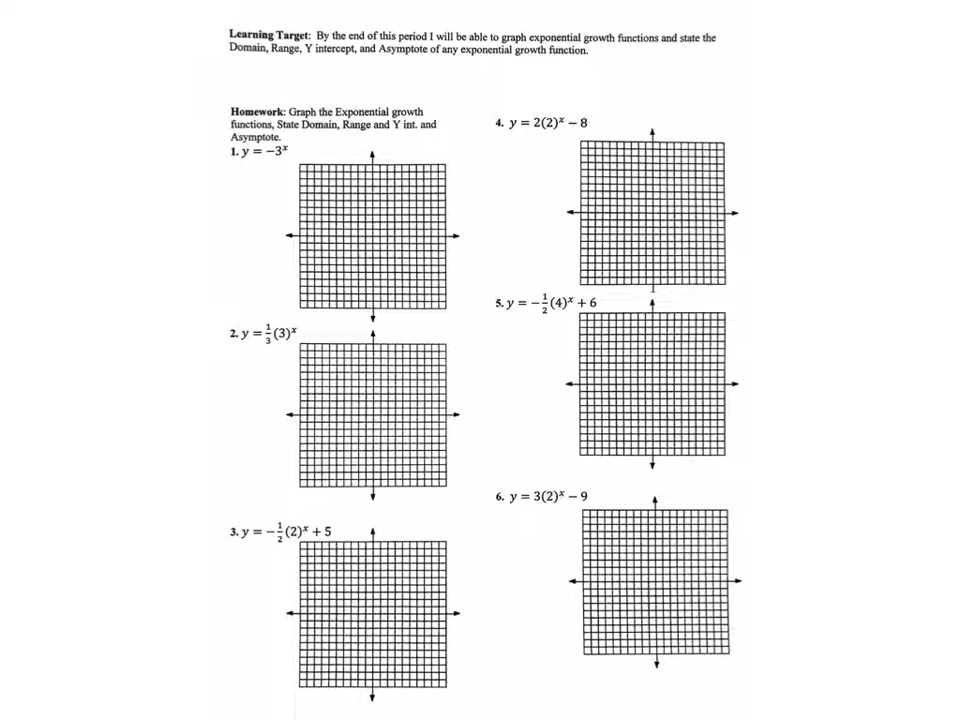 Learning Target: By the end of this period I will be able to graph exponential growth functions and state the
Domain, Range, Y intercept, and Asymptote of any exponential growth function.
Homework: Graph the Exponential growth
functions, State Domain, Range and Y int. and
Asymptote.
1. y = −3ˣ
2. y = 1/3 (3)ˣ
3. y = −1/2 (2)ˣ + 5
4. y = 2(2)ˣ − 8
5. y = −1/2 (4)ˣ + 6
6. y = 3(2)ˣ − 9